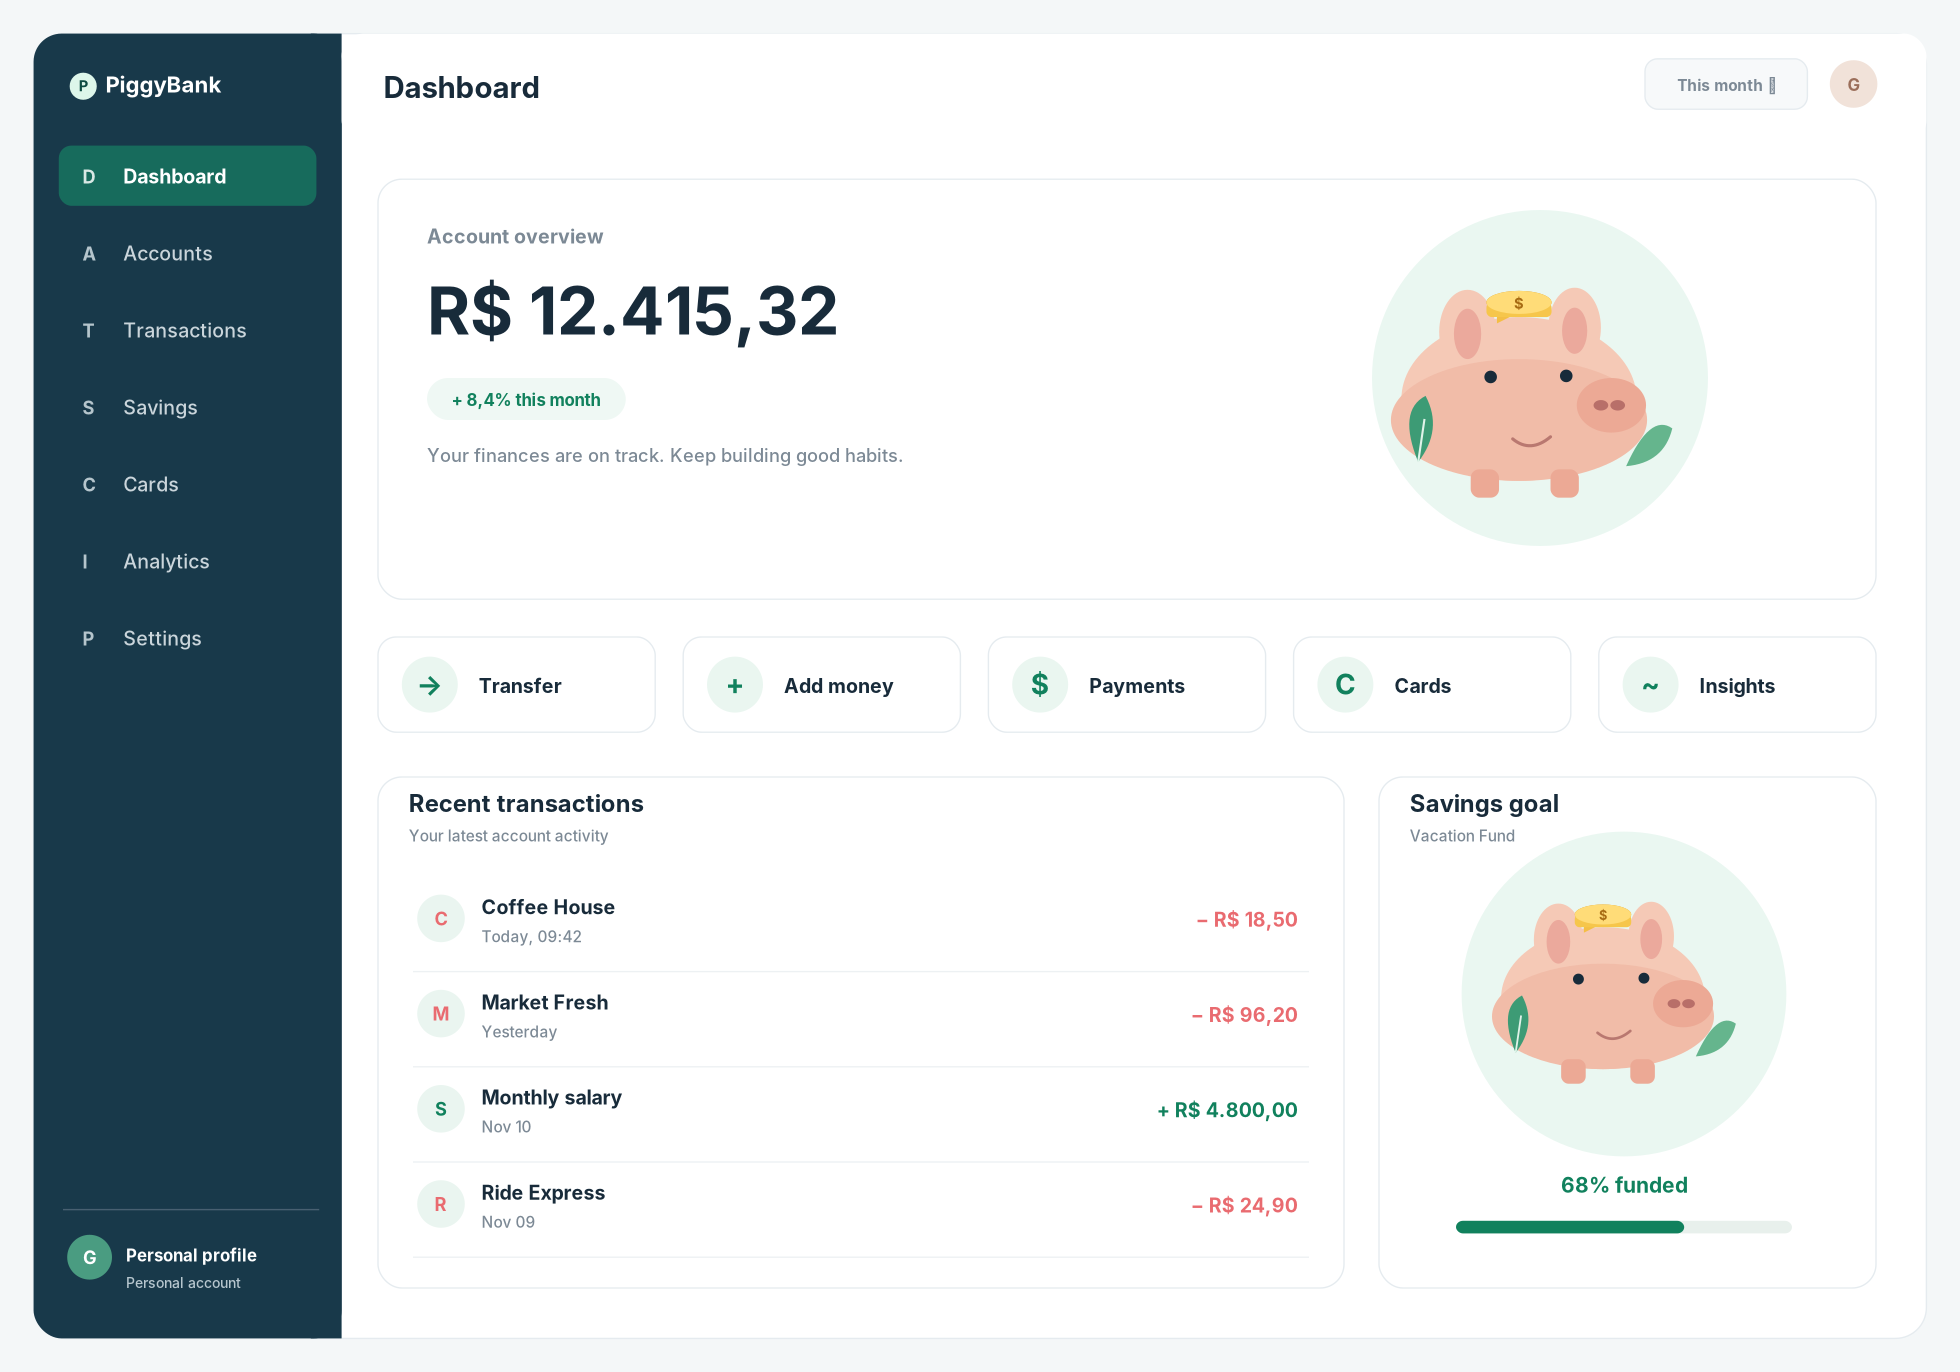 P PiggyBank
Dashboard
This month
G
D Dashboard
A Accounts
T Transactions
S Savings
C Cards
I Analytics
P Settings
Account overview
R$ 12.415,32
+ 8,4% this month
Your finances are on track. Keep building good habits.
$
→ Transfer
+ Add money
$ Payments
C Cards
~ Insights
Recent transactions
Your latest account activity
C Coffee House
Today, 09:42
– R$ 18,50
M Market Fresh
Yesterday
– R$ 96,20
S Monthly salary
Nov 10
+ R$ 4.800,00
R Ride Express
Nov 09
– R$ 24,90
Savings goal
Vacation Fund
$
68% funded
G Personal profile
Personal account